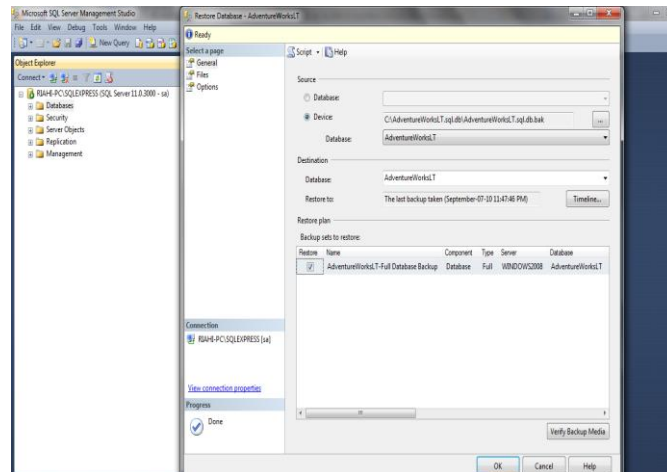 Microsoft SQL Server Management Studio
File Edit View Debug Tools Window Help
New Query
Object Explorer
Connect
RIAHI-PC\SQLEXPRESS (SQL Server 11.0.3000 - sa)
Databases
Security
Server Objects
Replication
Management
Restore Database - AdventureWorksLT
Ready
Select a page
General
Files
Options
Script Help
Source
Database:
Device: C:\AdventureWorksLT.sql.db\AdventureWorksLT.sql.db.bak ...
Database: AdventureWorksLT
Destination
Database: AdventureWorksLT
Restore to: The last backup taken (September-07-10 11:47:46 PM) Timeline...
Restore plan
Backup sets to restore:
Restore Name Component Type Server Database
AdventureWorksLT-Full Database Backup Database Full WINDOWS2008 AdventureWorksLT
Connection
RIAHI-PC\SQLEXPRESS [sa]
View connection properties
Progress
Done
Verify Backup Media
OK Cancel Help